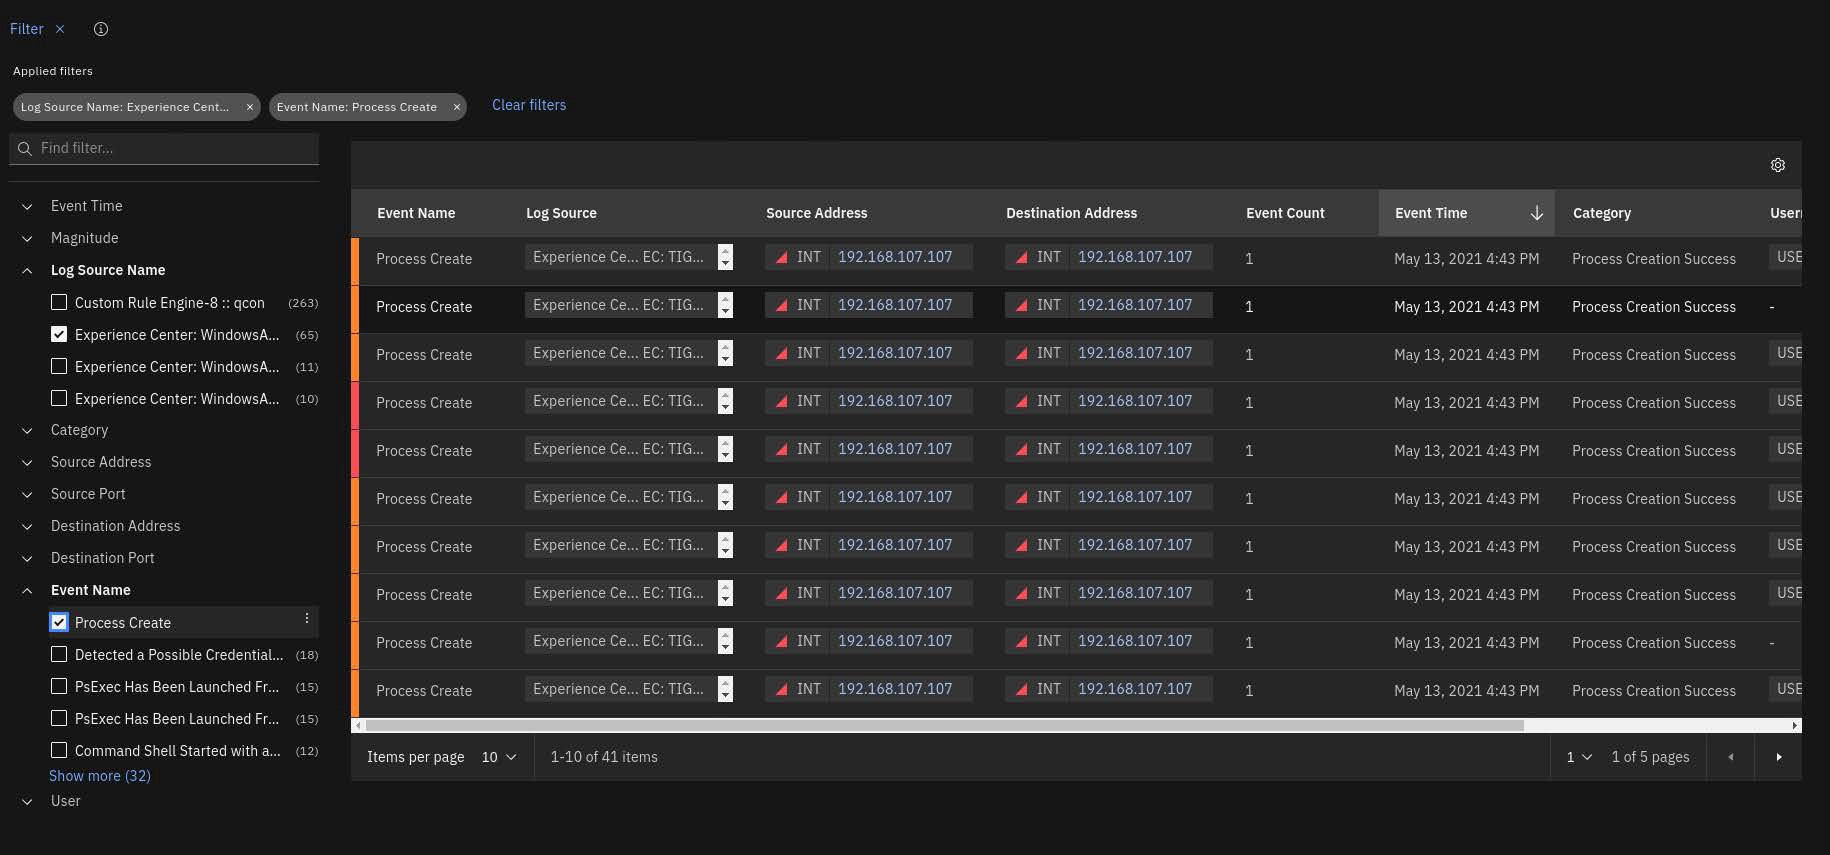 Filter
Applied filters
Log Source Name: Experience Cent...
Event Name: Process Create
Clear filters
Find filter...
Event Time
Magnitude
Log Source Name
Custom Rule Engine-8 :: qcon (263)
Experience Center: WindowsA... (65)
Experience Center: WindowsA... (11)
Experience Center: WindowsA... (10)
Category
Source Address
Source Port
Destination Address
Destination Port
Event Name
Process Create
Detected a Possible Credential... (18)
PsExec Has Been Launched Fr... (15)
PsExec Has Been Launched Fr... (15)
Command Shell Started with a... (12)
Show more (32)
User
Event Name Log Source Source Address Destination Address Event Count Event Time Category User
Process Create Experience Ce... EC: TIG... INT 192.168.107.107 INT 192.168.107.107 1 May 13, 2021 4:43 PM Process Creation Success USE
Process Create Experience Ce... EC: TIG... INT 192.168.107.107 INT 192.168.107.107 1 May 13, 2021 4:43 PM Process Creation Success -
Process Create Experience Ce... EC: TIG... INT 192.168.107.107 INT 192.168.107.107 1 May 13, 2021 4:43 PM Process Creation Success USE
Process Create Experience Ce... EC: TIG... INT 192.168.107.107 INT 192.168.107.107 1 May 13, 2021 4:43 PM Process Creation Success USE
Process Create Experience Ce... EC: TIG... INT 192.168.107.107 INT 192.168.107.107 1 May 13, 2021 4:43 PM Process Creation Success USE
Process Create Experience Ce... EC: TIG... INT 192.168.107.107 INT 192.168.107.107 1 May 13, 2021 4:43 PM Process Creation Success USE
Process Create Experience Ce... EC: TIG... INT 192.168.107.107 INT 192.168.107.107 1 May 13, 2021 4:43 PM Process Creation Success USE
Process Create Experience Ce... EC: TIG... INT 192.168.107.107 INT 192.168.107.107 1 May 13, 2021 4:43 PM Process Creation Success USE
Process Create Experience Ce... EC: TIG... INT 192.168.107.107 INT 192.168.107.107 1 May 13, 2021 4:43 PM Process Creation Success -
Process Create Experience Ce... EC: TIG... INT 192.168.107.107 INT 192.168.107.107 1 May 13, 2021 4:43 PM Process Creation Success USE
Items per page 10 1-10 of 41 items 1 1 of 5 pages